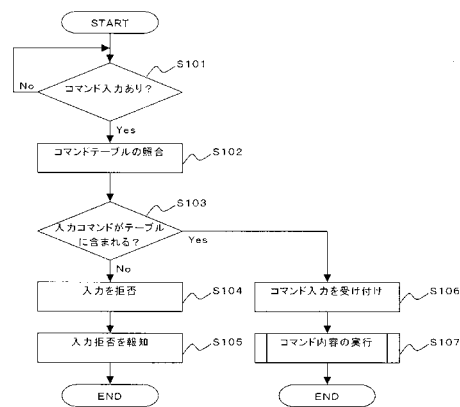 START
コマンド入力あり?
S101
No
Yes
コマンドテーブルの照合
S102
S103
入力コマンドがテーブル
に含まれる?
Yes
No
入力を拒否
S104
コマンド入力を受け付け
S106
入力拒否を報知
S105
コマンド内容の実行
S107
END
END